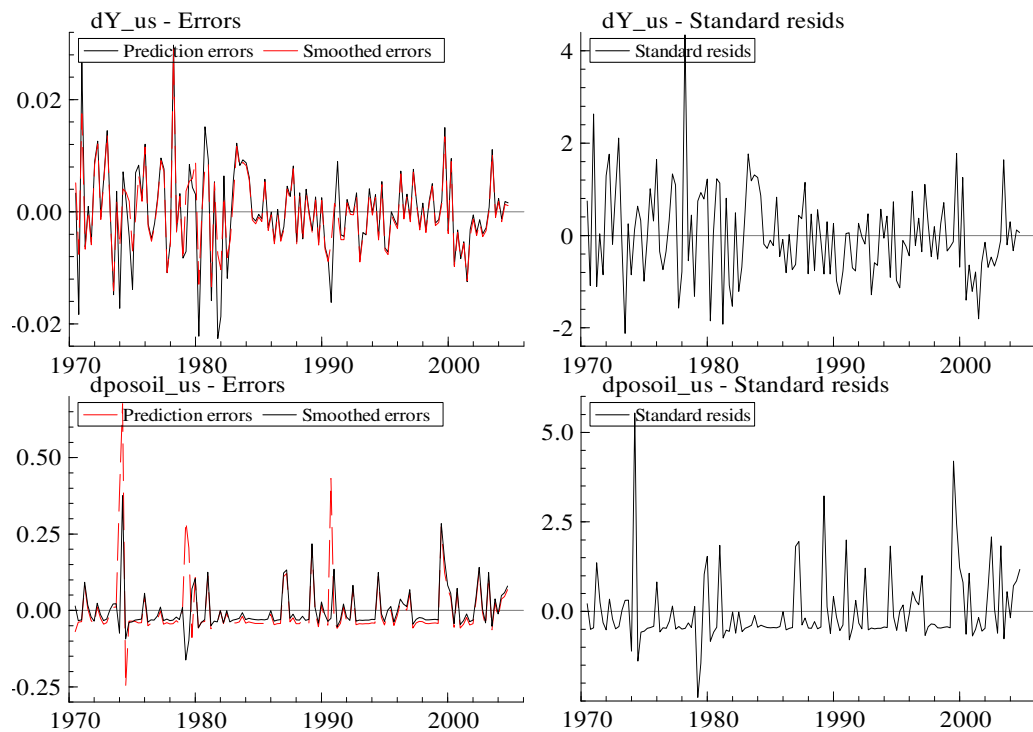 dY_us - Errors
Prediction errors Smoothed errors
0.02
0.00
-0.02
1970 1980 1990 2000
dY_us - Standard resids
Standard resids
4
2
0
-2
1970 1980 1990 2000
dposoil_us - Errors
Prediction errors Smoothed errors
0.50
0.25
0.00
-0.25
1970 1980 1990 2000
dposoil_us - Standard resids
Standard resids
5.0
2.5
0.0
1970 1980 1990 2000